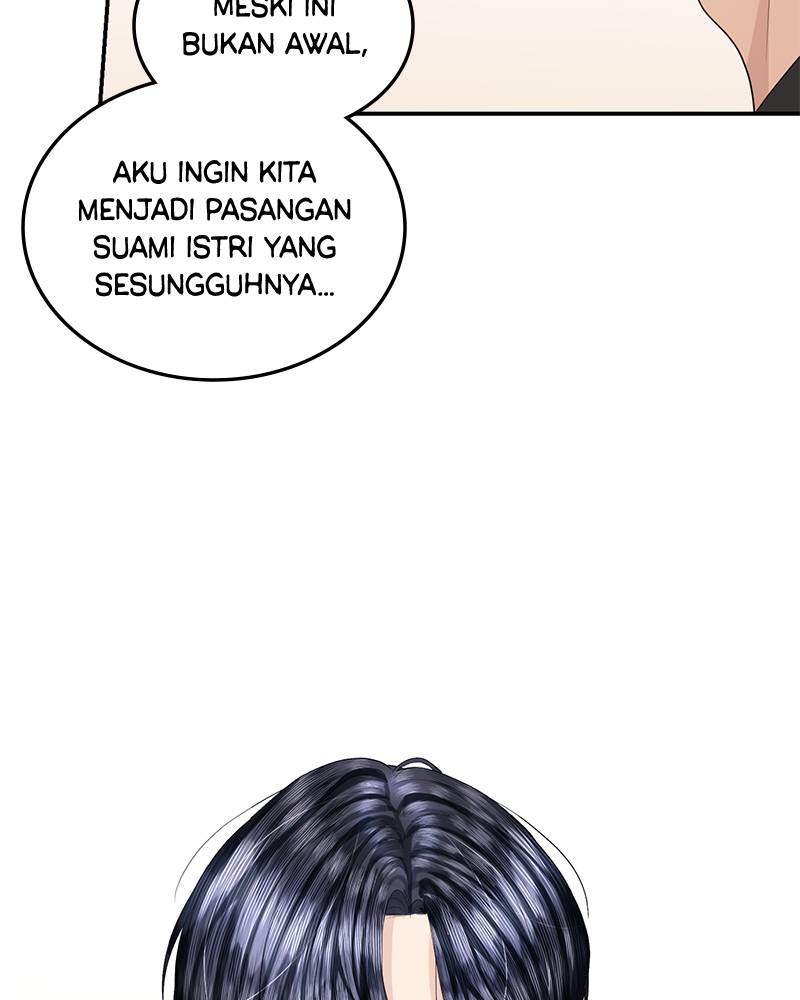 MESKI INI
BUKAN AWAL,
AKU INGIN KITA
MENJADI PASANGAN
SUAMI ISTRI YANG
SESUNGGUHNYA...